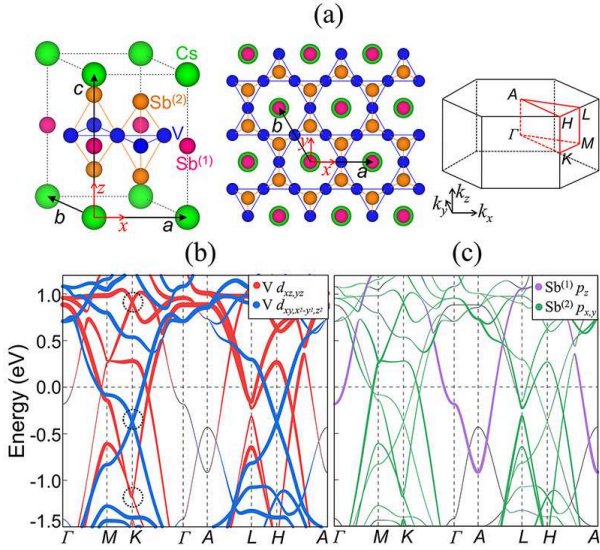 (a)
Cs
c
Sb(2)
V
Sb(1)
z
b
x
a
b
y
x
a
A
L
H
Γ
M
K
kz
ky
kx
(b)
(c)
V dxz,yz
V dxy,x²-y²,z²
Sb(1) pz
Sb(2) px,y
Energy (eV)
1.0
0.5
0.0
-0.5
-1.0
-1.5
Γ M K Γ A L H A
Γ M K Γ A L H A